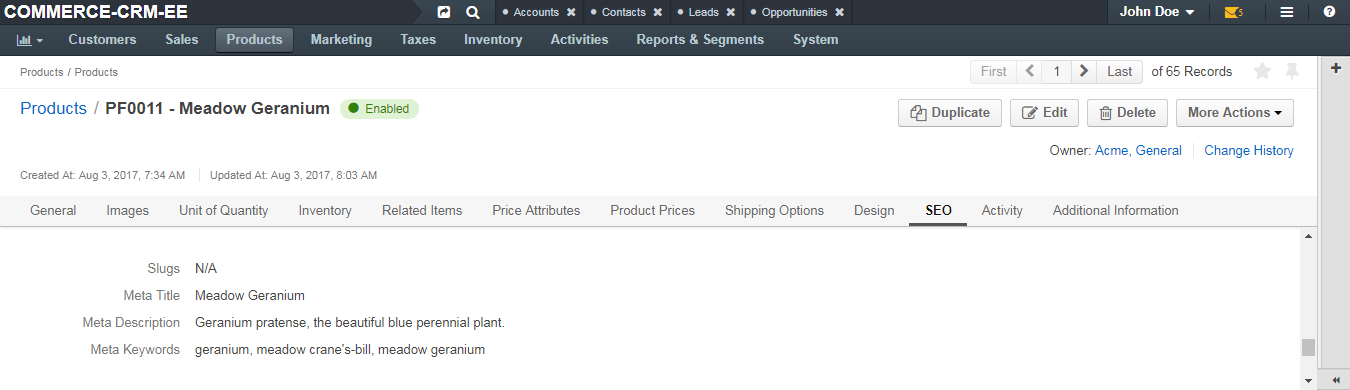 COMMERCE-CRM-EE Accounts Contacts Leads Opportunities John Doe 5
Customers Sales Products Marketing Taxes Inventory Activities Reports & Segments System
Products / Products First 1 Last of 65 Records
Products / PF0011 - Meadow Geranium Enabled Duplicate Edit Delete More Actions
Owner: Acme, General Change History
Created At: Aug 3, 2017, 7:34 AM Updated At: Aug 3, 2017, 8:03 AM
General Images Unit of Quantity Inventory Related Items Price Attributes Product Prices Shipping Options Design SEO Activity Additional Information
Slugs N/A
Meta Title Meadow Geranium
Meta Description Geranium pratense, the beautiful blue perennial plant.
Meta Keywords geranium, meadow crane's-bill, meadow geranium